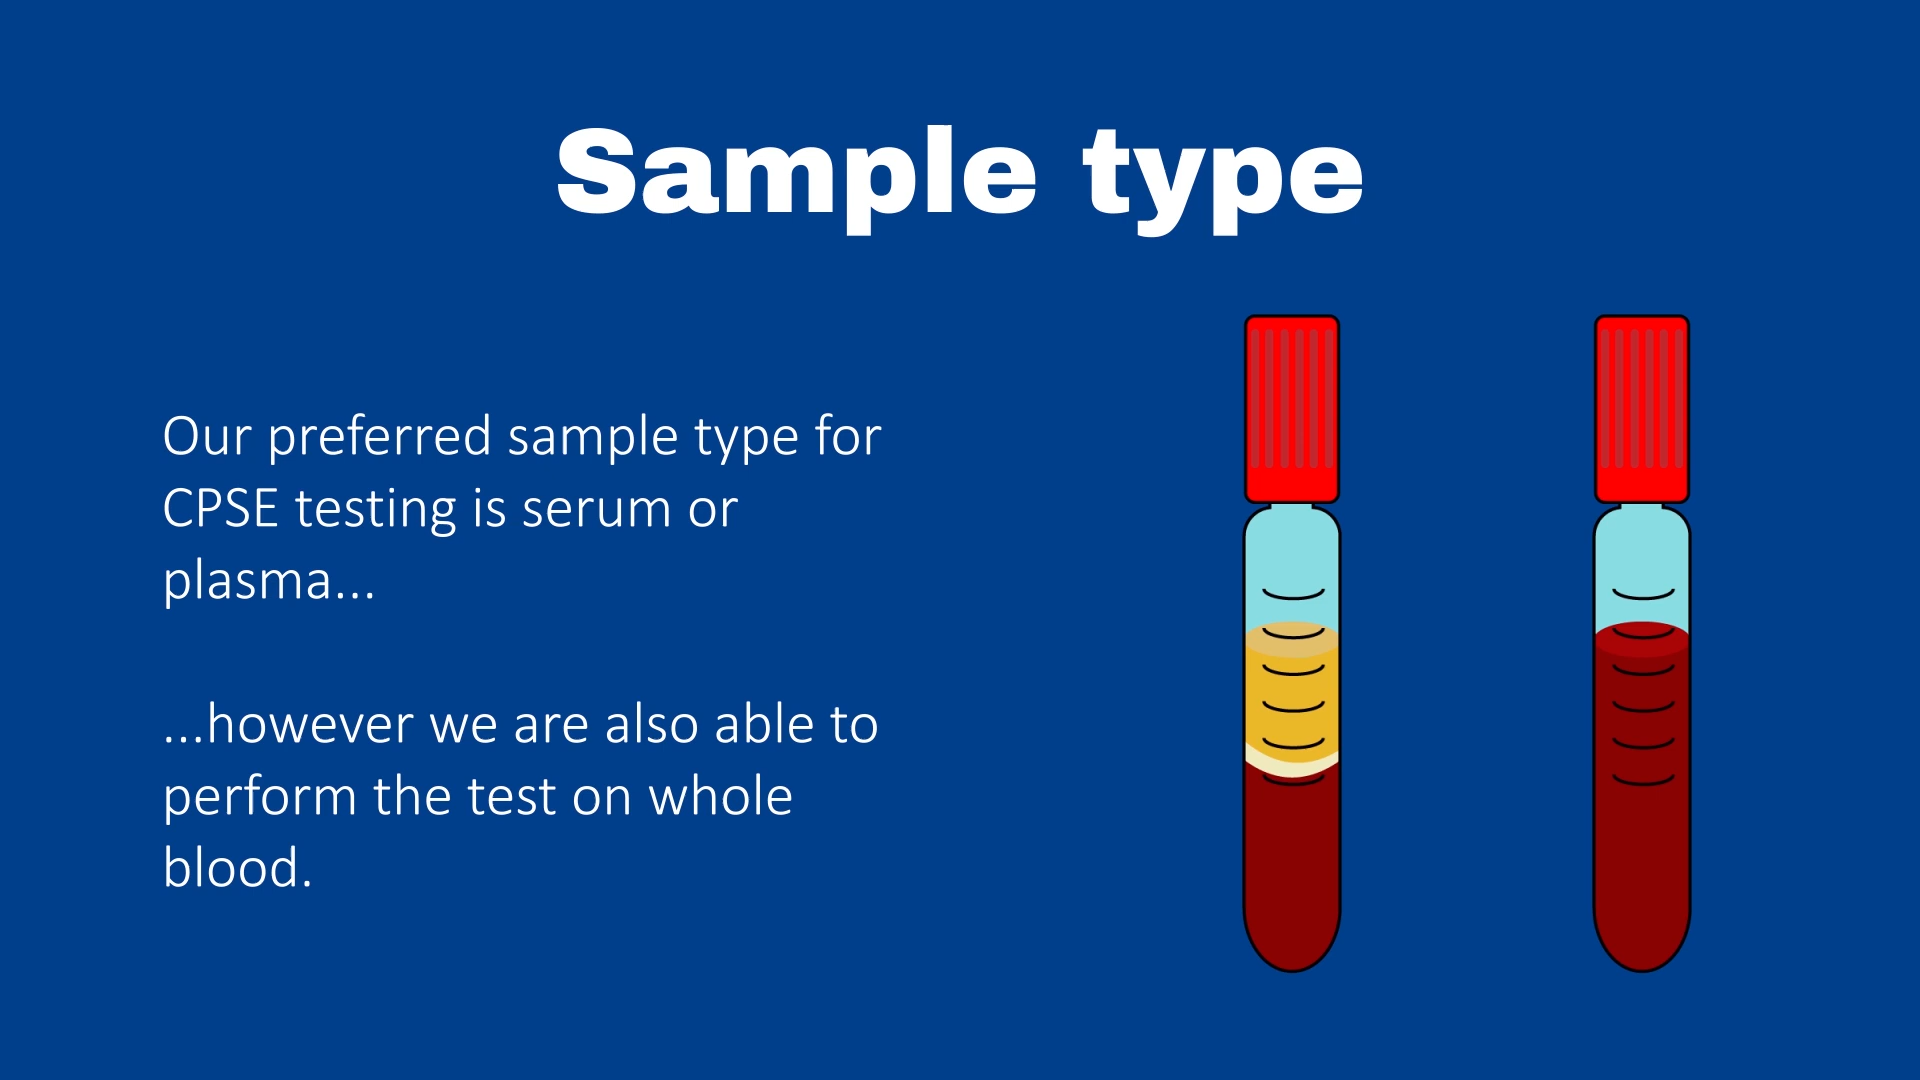 Sample type
Our preferred sample type for
CPSE testing is serum or
plasma...
...however we are also able to
perform the test on whole
blood.